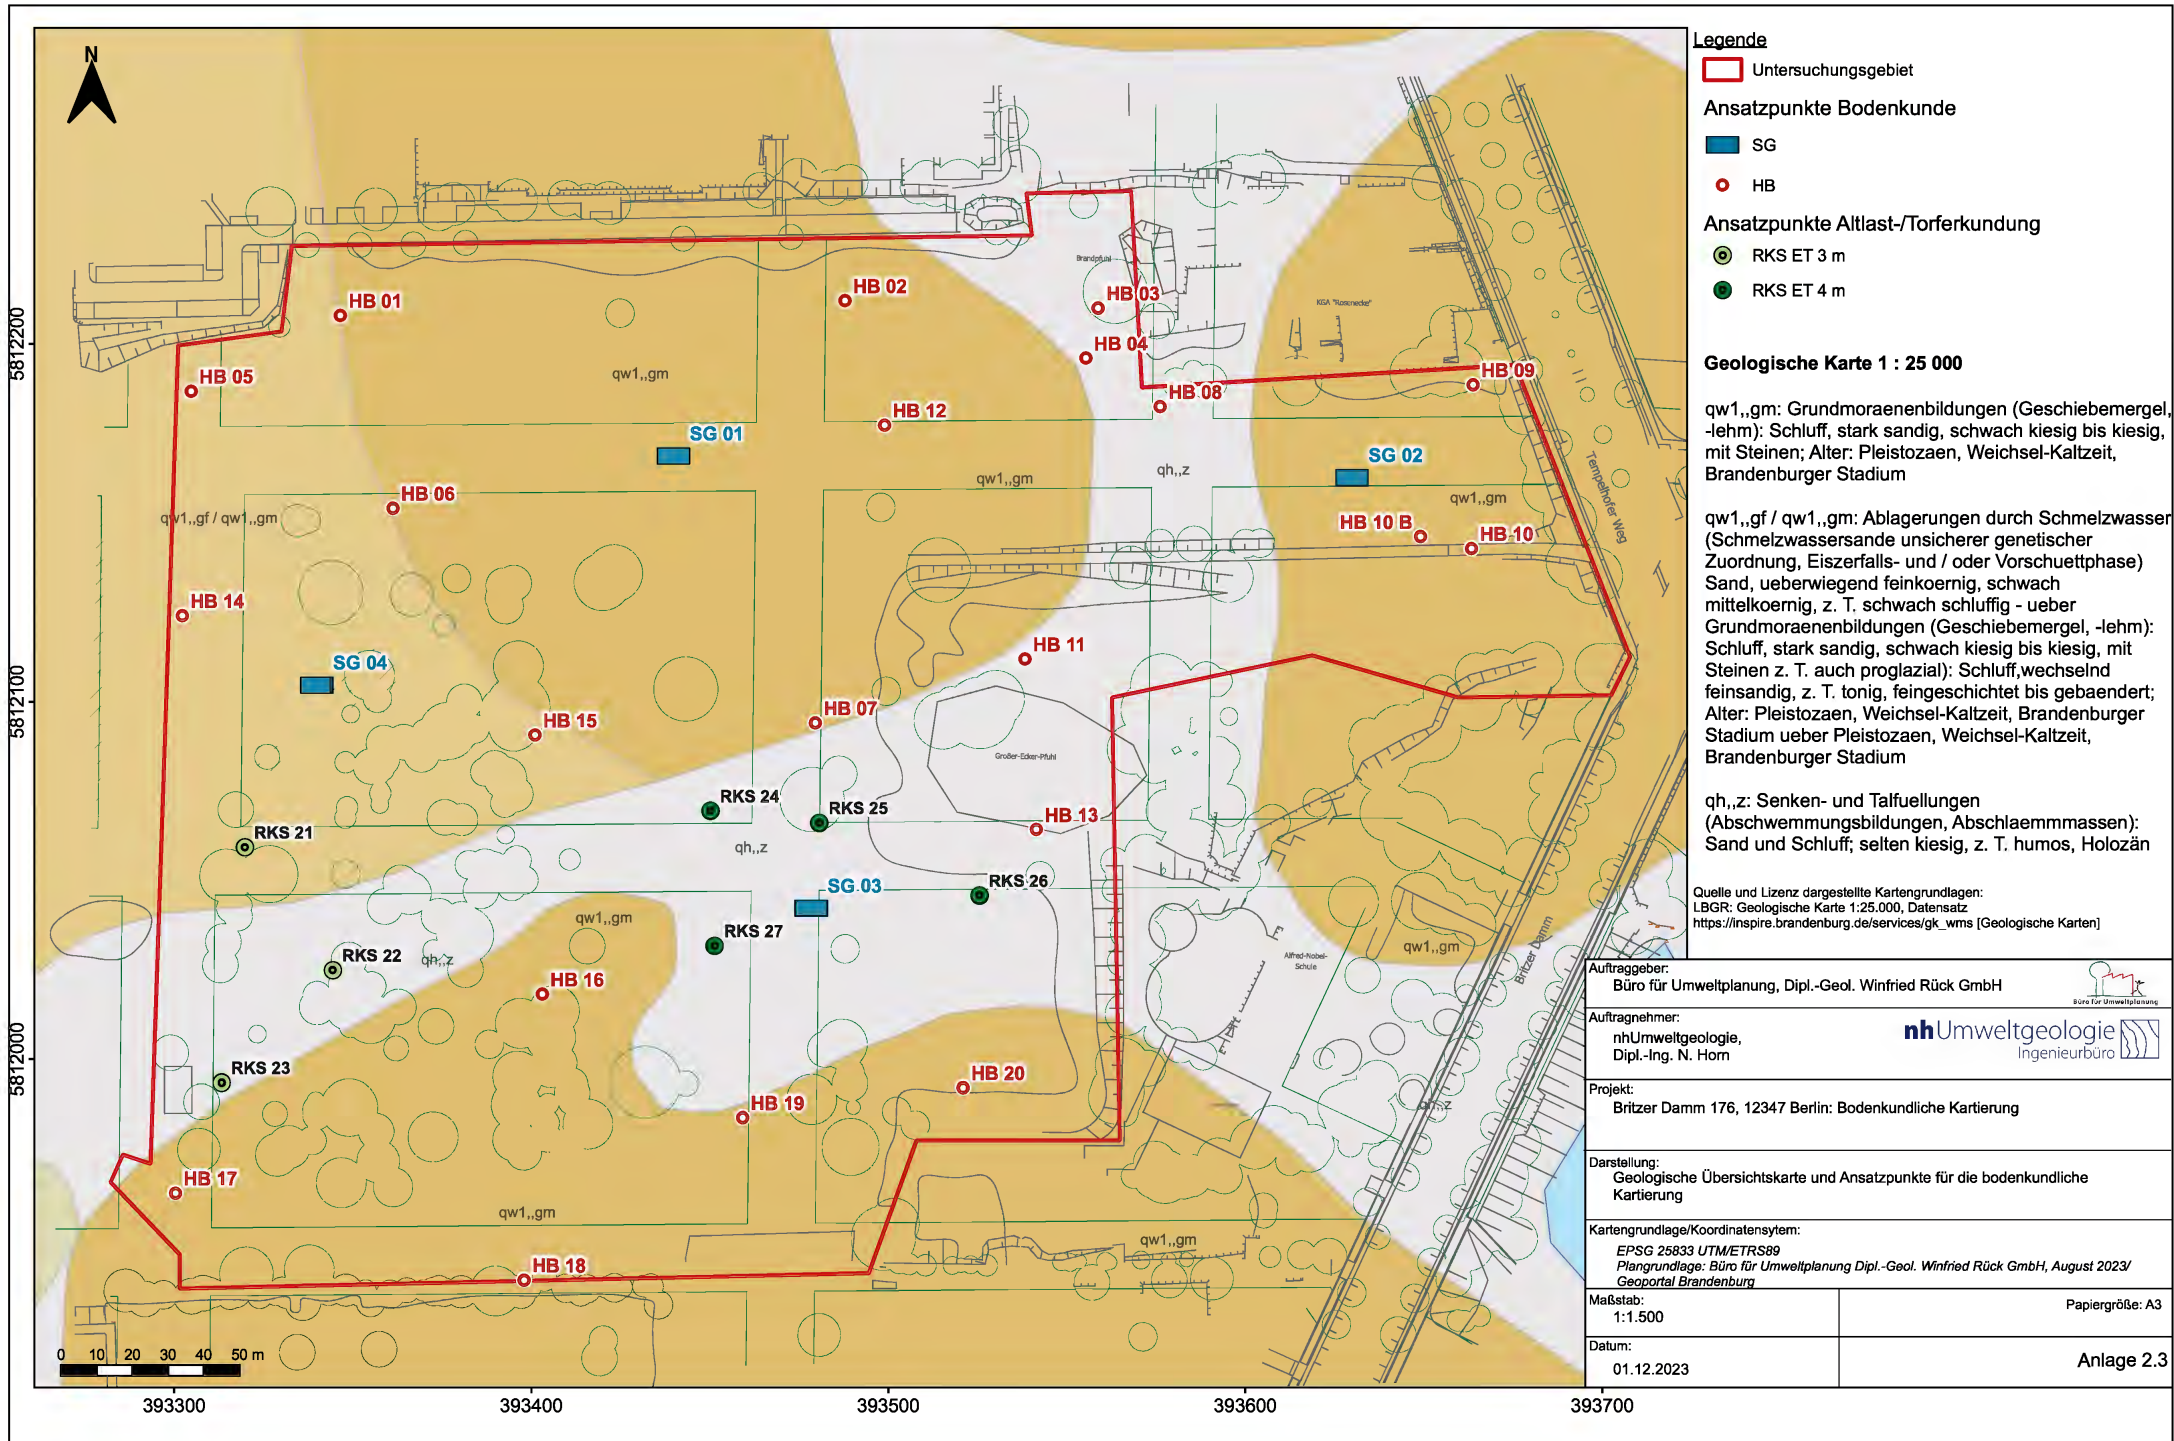 N
HB 01
HB 02
HB 03
Brandpfuhl
KGA "Rosenecke"
HB 04
HB 05
qw1,,gm
HB 08
HB 09
HB 12
SG 01
qh,,z
SG 02
qw1,,gm
qw1,,gm
HB 06
qw1,,gf / qw1,,gm
HB 10 B
HB 10
Tempelhofer Weg
HB 14
SG 04
HB 11
HB 15
HB 07
Großer-Ecker-Pfuhl
RKS 24
RKS 25
HB 13
RKS 21
qh,,z
SG 03
RKS 26
qw1,,gm
RKS 27
RKS 22
qh,,z
HB 16
Alfred-Nobel-
Schule
qw1,,gm
Britzer Damm
RKS 23
HB 19
HB 20
qh,,z
HB 17
qw1,,gm
qw1,,gm
HB 18
0 10 20 30 40 50 m
5812200
5812100
5812000
393300
393400
393500
393600
393700
Legende
Untersuchungsgebiet
Ansatzpunkte Bodenkunde
SG
HB
Ansatzpunkte Altlast-/Torferkundung
RKS ET 3 m
RKS ET 4 m
Geologische Karte 1 : 25 000
qw1,,gm: Grundmoraenenbildungen (Geschiebemergel,
-lehm): Schluff, stark sandig, schwach kiesig bis kiesig,
mit Steinen; Alter: Pleistozaen, Weichsel-Kaltzeit,
Brandenburger Stadium
qw1,,gf / qw1,,gm: Ablagerungen durch Schmelzwasser
(Schmelzwassersande unsicherer genetischer
Zuordnung, Eiszerfalls- und / oder Vorschuettphase)
Sand, ueberwiegend feinkoernig, schwach
mittelkoernig, z. T. schwach schluffig - ueber
Grundmoraenenbildungen (Geschiebemergel, -lehm):
Schluff, stark sandig, schwach kiesig bis kiesig, mit
Steinen z. T. auch proglazial): Schluff,wechselnd
feinsandig, z. T. tonig, feingeschichtet bis gebaendert;
Alter: Pleistozaen, Weichsel-Kaltzeit, Brandenburger
Stadium ueber Pleistozaen, Weichsel-Kaltzeit,
Brandenburger Stadium
qh,,z: Senken- und Talfuellungen
(Abschwemmungsbildungen, Abschlaemmmassen):
Sand und Schluff; selten kiesig, z. T. humos, Holozän
Quelle und Lizenz dargestellte Kartengrundlagen:
LBGR: Geologische Karte 1:25.000, Datensatz
https://inspire.brandenburg.de/services/gk_wms [Geologische Karten]
Auftraggeber:
Büro für Umweltplanung, Dipl.-Geol. Winfried Rück GmbH
Büro für Umweltplanung
Auftragnehmer:
nhUmweltgeologie,
Dipl.-Ing. N. Horn
nhUmweltgeologie
Ingenieurbüro
Projekt:
Britzer Damm 176, 12347 Berlin: Bodenkundliche Kartierung
Darstellung:
Geologische Übersichtskarte und Ansatzpunkte für die bodenkundliche
Kartierung
Kartengrundlage/Koordinatensytem:
EPSG 25833 UTM/ETRS89
Plangrundlage: Büro für Umweltplanung Dipl.-Geol. Winfried Rück GmbH, August 2023/
Geoportal Brandenburg
Maßstab:
1:1.500
Papiergröße: A3
Datum:
01.12.2023
Anlage 2.3